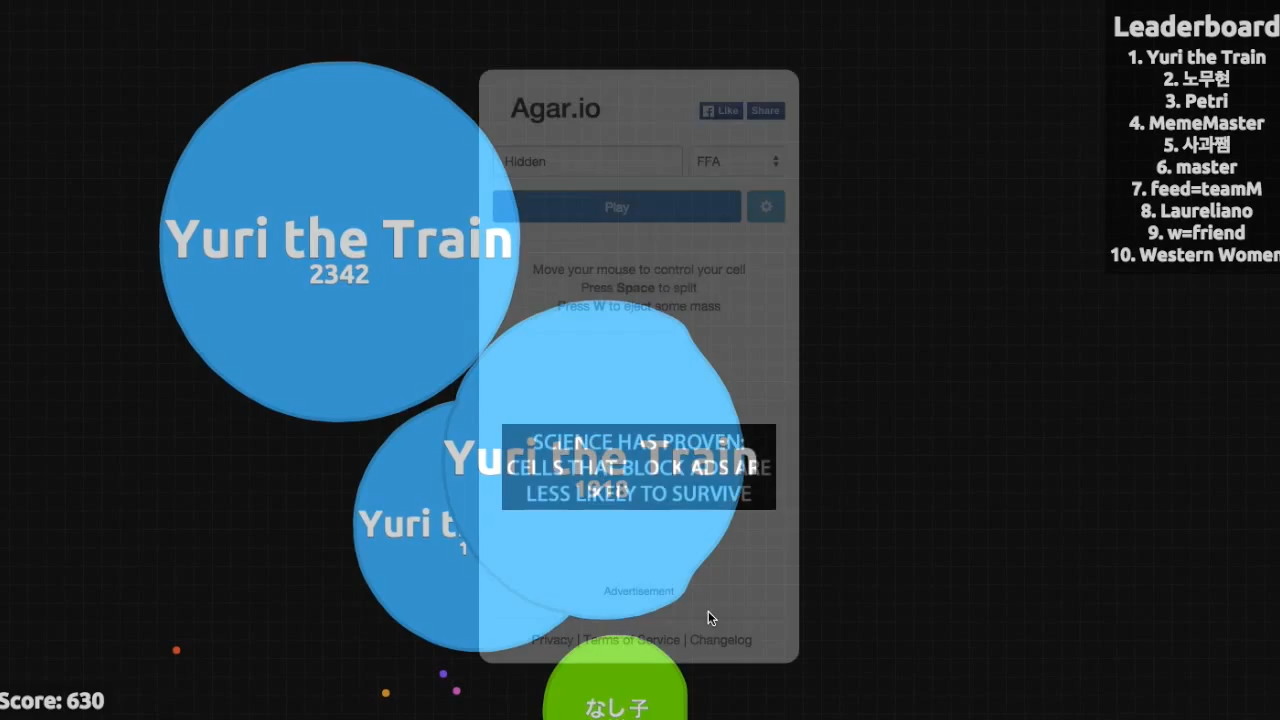 Leaderboard
1. Yuri the Train
2. 노무현
3. Petri
4. MemeMaster
5. 사과쨈
6. master
7. feed=teamM
8. Laureliano
9. w=friend
10. Western Women
Agar.io
Like
Share
Hidden
FFA
Play
Yuri the Train
2342
Move your mouse to control your cell
Press Space to split
Press W to eject some mass
Yuri the Train
1918
SCIENCE HAS PROVEN:
CELLS THAT BLOCK ADS ARE
LESS LIKELY TO SURVIVE
Yuri t
1
Advertisement
Privacy | Terms of Service | Changelog
Score: 630
なし子